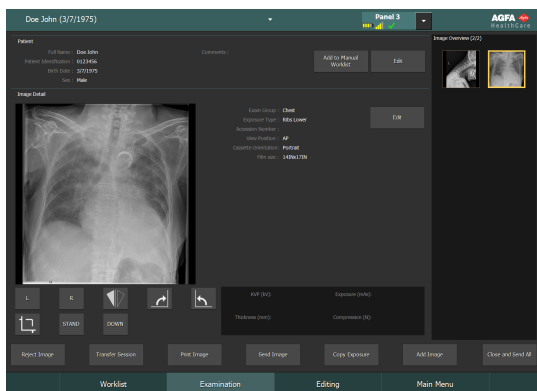 Doe John (3/7/1975)
Panel 3
AGFA
HealthCare
Patient
Full Name : Doe John
Patient Identification : 0123456
Birth Date : 3/7/1975
Sex : Male
Comments :
Add to Manual Worklist
Edit
Image Overview (2/2)
Image Detail
Exam Group : Chest
Exposure Type : Ribs Lower
Accession Number :
View Position : AP
Cassette Orientation : Portrait
Film size : 14INx17IN
Edit
L
R
STAND
DOWN
KVP (kV):
Exposure (mAs):
Thickness (mm):
Compression (N):
Reject Image
Transfer Session
Print Image
Send Image
Copy Exposure
Add Image
Close and Send All
Worklist
Examination
Editing
Main Menu